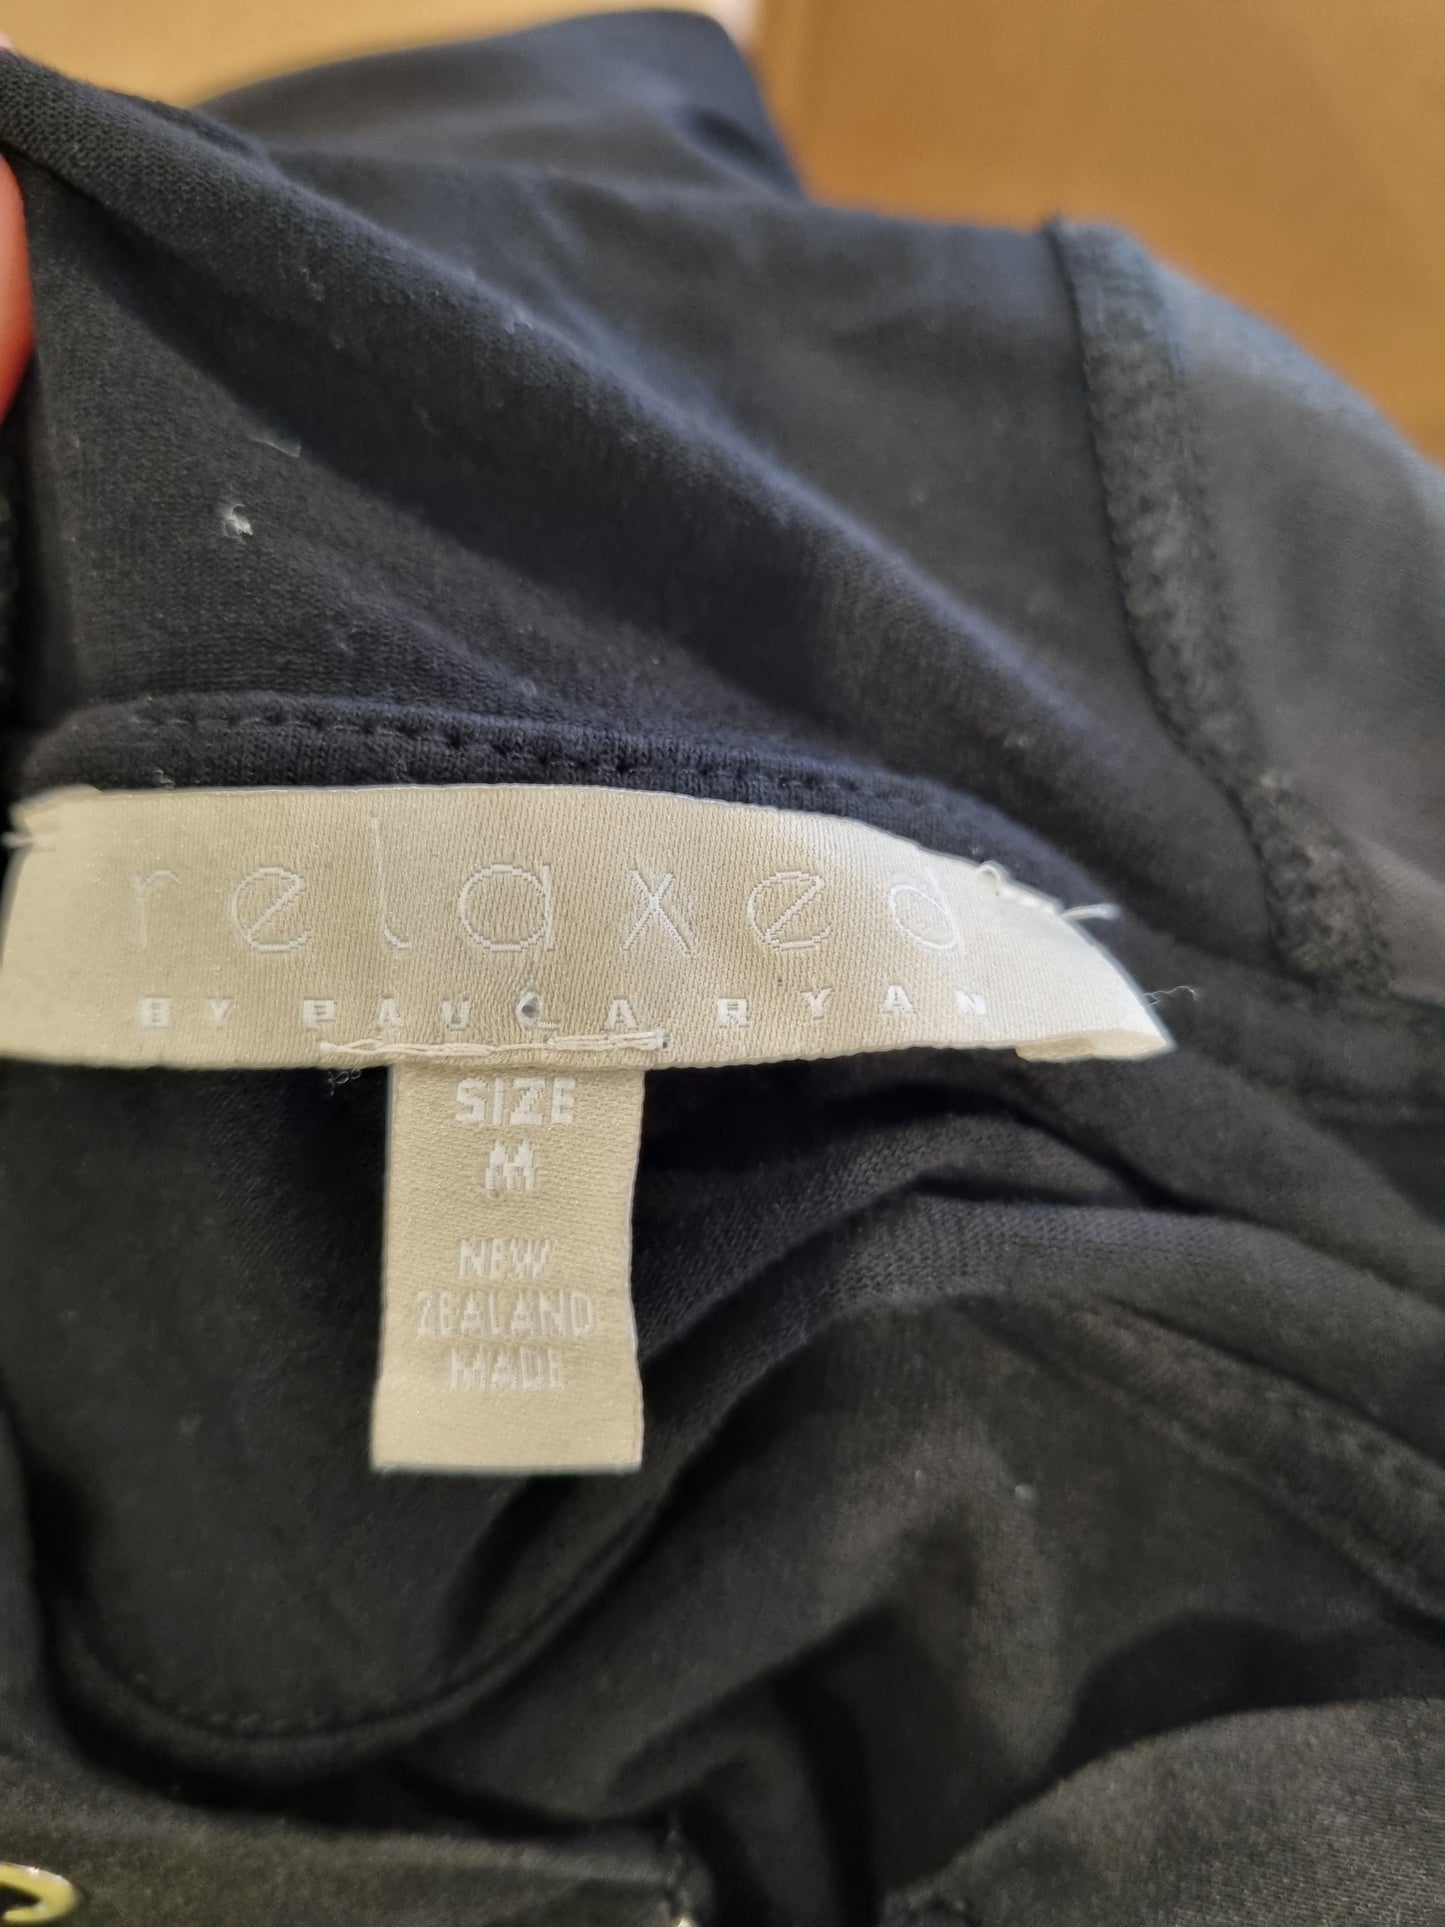 relaxed
BY PAULA RYAN
SIZE
M
NEW
ZEALAND
MADE